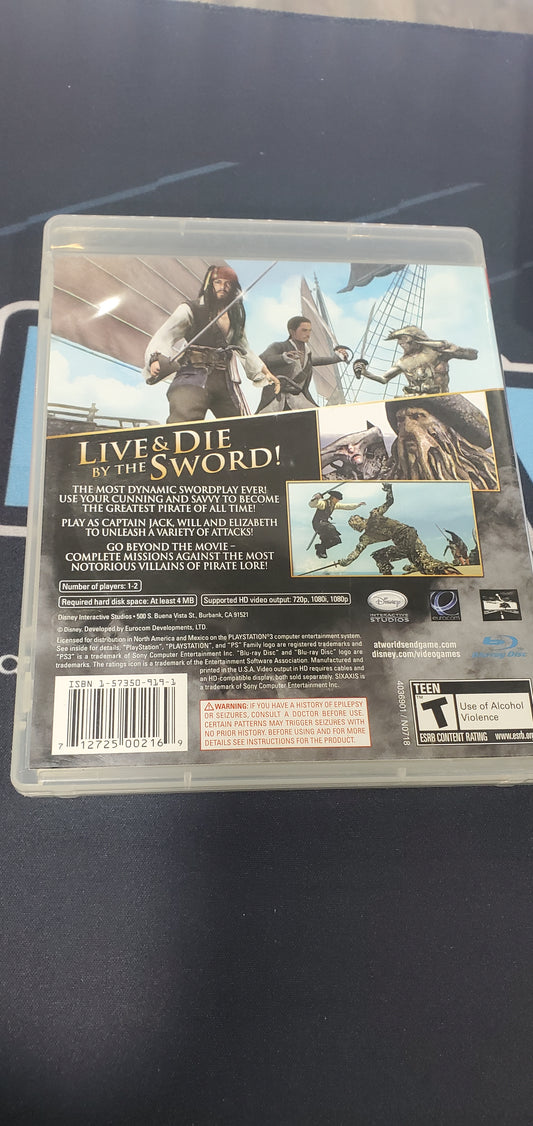 LIVE & DIE
BY THE SWORD!
THE MOST DYNAMIC SWORDPLAY EVER!
USE YOUR CUNNING AND SAVVY TO BECOME
THE GREATEST PIRATE OF ALL TIME!
PLAY AS CAPTAIN JACK, WILL AND ELIZABETH
TO UNLEASH A VARIETY OF ATTACKS!
GO BEYOND THE MOVIE –
COMPLETE MISSIONS AGAINST THE MOST
NOTORIOUS VILLAINS OF PIRATE LORE!
Number of players: 1-2
Required hard disk space: At least 4 MB
Supported HD video output: 720p, 1080i, 1080p
Disney
INTERACTIVE
STUDIOS
eurocom
Disney Interactive Studios • 500 S. Buena Vista St., Burbank, CA 91521
© Disney. Developed by Eurocom Developments, LTD.
Licensed for distribution in North America and Mexico on the PLAYSTATION®3 computer entertainment system.
See inside for details. "PlayStation", "PLAYSTATION", and "PS" Family logo are registered trademarks and
"PS3" is a trademark of Sony Computer Entertainment Inc. "Blu-ray Disc" and "Blu-ray Disc" logo are
trademarks. The ratings icon is a trademark of the Entertainment Software Association. Manufactured and
printed in the U.S.A. Video output in HD requires cables and
an HD-compatible display, both sold separately. SIXAXIS is
a trademark of Sony Computer Entertainment Inc.
atworldsendgame.com
disney.com/videogames
Blu-ray Disc
ISBN 1-57350-919-1
7 12725 00216 9
WARNING: IF YOU HAVE A HISTORY OF EPILEPSY
OR SEIZURES, CONSULT A DOCTOR BEFORE USE.
CERTAIN PATTERNS MAY TRIGGER SEIZURES WITH
NO PRIOR HISTORY. BEFORE USING AND FOR MORE
DETAILS SEE INSTRUCTIONS FOR THE PRODUCT.
4036901 / N0718
TEEN
T
Use of Alcohol
Violence
ESRB CONTENT RATING www.esrb.org